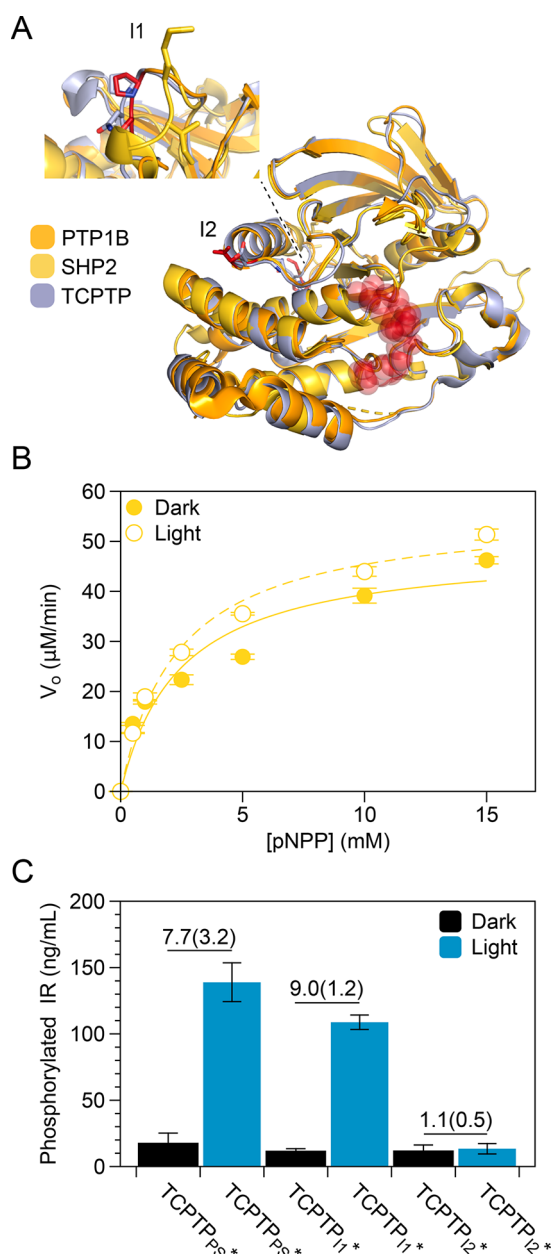 A
I1
I2
PTP1B
SHP2
TCPTP
B
60
50
40
30
20
10
0
Vo (µM/min)
Dark
Light
0 5 10 15
[pNPP] (mM)
C
200
150
100
50
0
Phosphorylated IR (ng/mL)
Dark
Light
7.7(3.2)
9.0(1.2)
1.1(0.5)
TCPTPPS*
TCPTPPS*
TCPTPI1*
TCPTPI1*
TCPTPI2*
TCPTPI2*